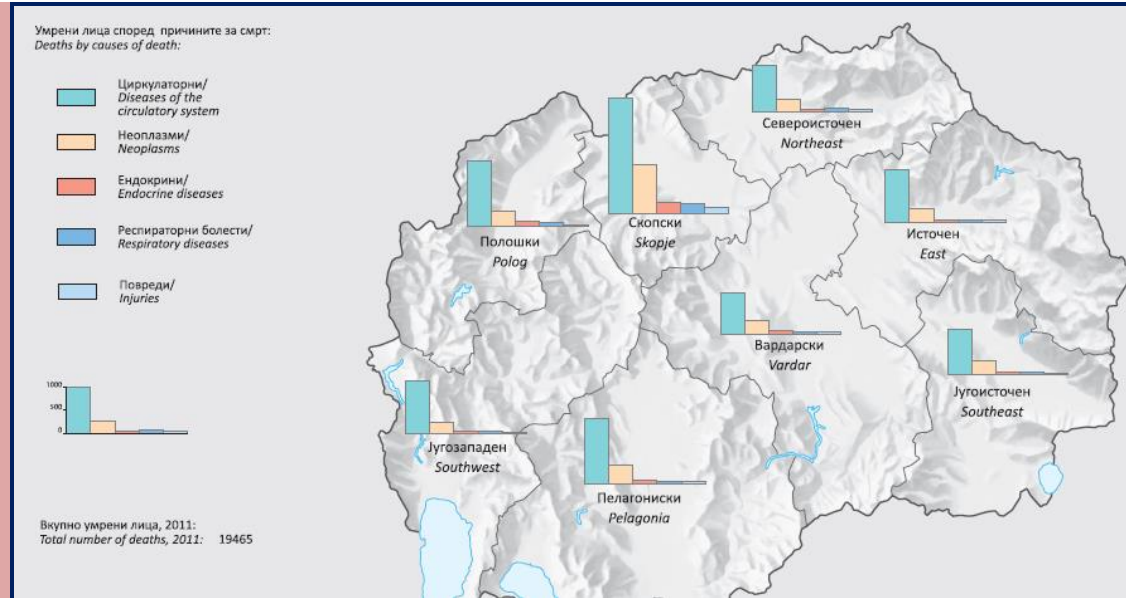 Умрени лица според причините за смрт:
Deaths by causes of death:
Циркулаторни/
Diseases of the
circulatory system
Неоплазми/
Neoplasms
Ендокрини/
Endocrine diseases
Респираторни болести/
Respiratory diseases
Повреди/
Injuries
1000
500
0
Вкупно умрени лица, 2011:
Total number of deaths, 2011: 19465
Североисточен
Northeast
Скопски
Skopje
Полошки
Polog
Источен
East
Вардарски
Vardar
Југоисточен
Southeast
Југозападен
Southwest
Пелагониски
Pelagonia